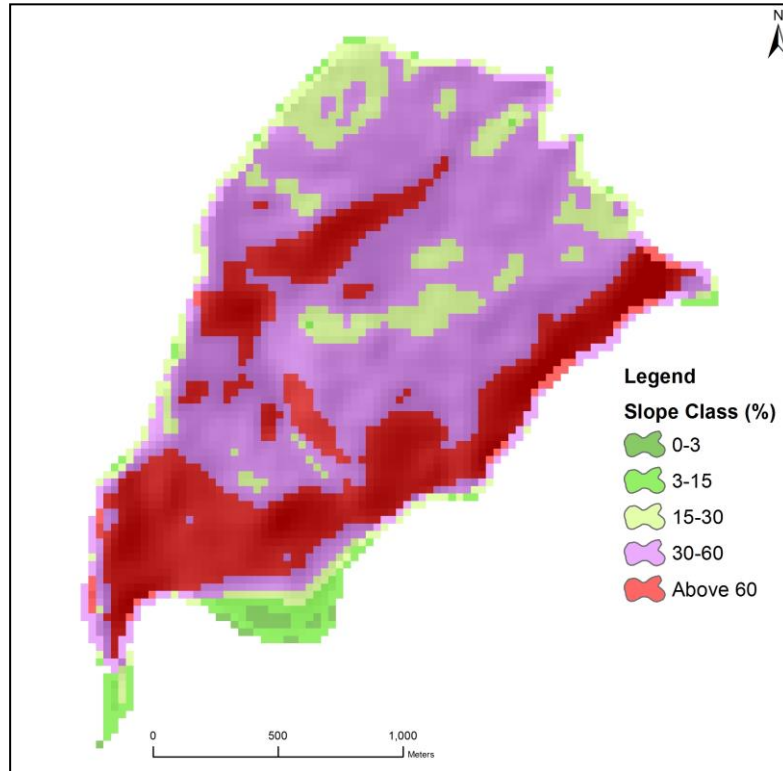 N
Legend
Slope Class (%)
0-3
3-15
15-30
30-60
Above 60
0 500 1,000
Meters